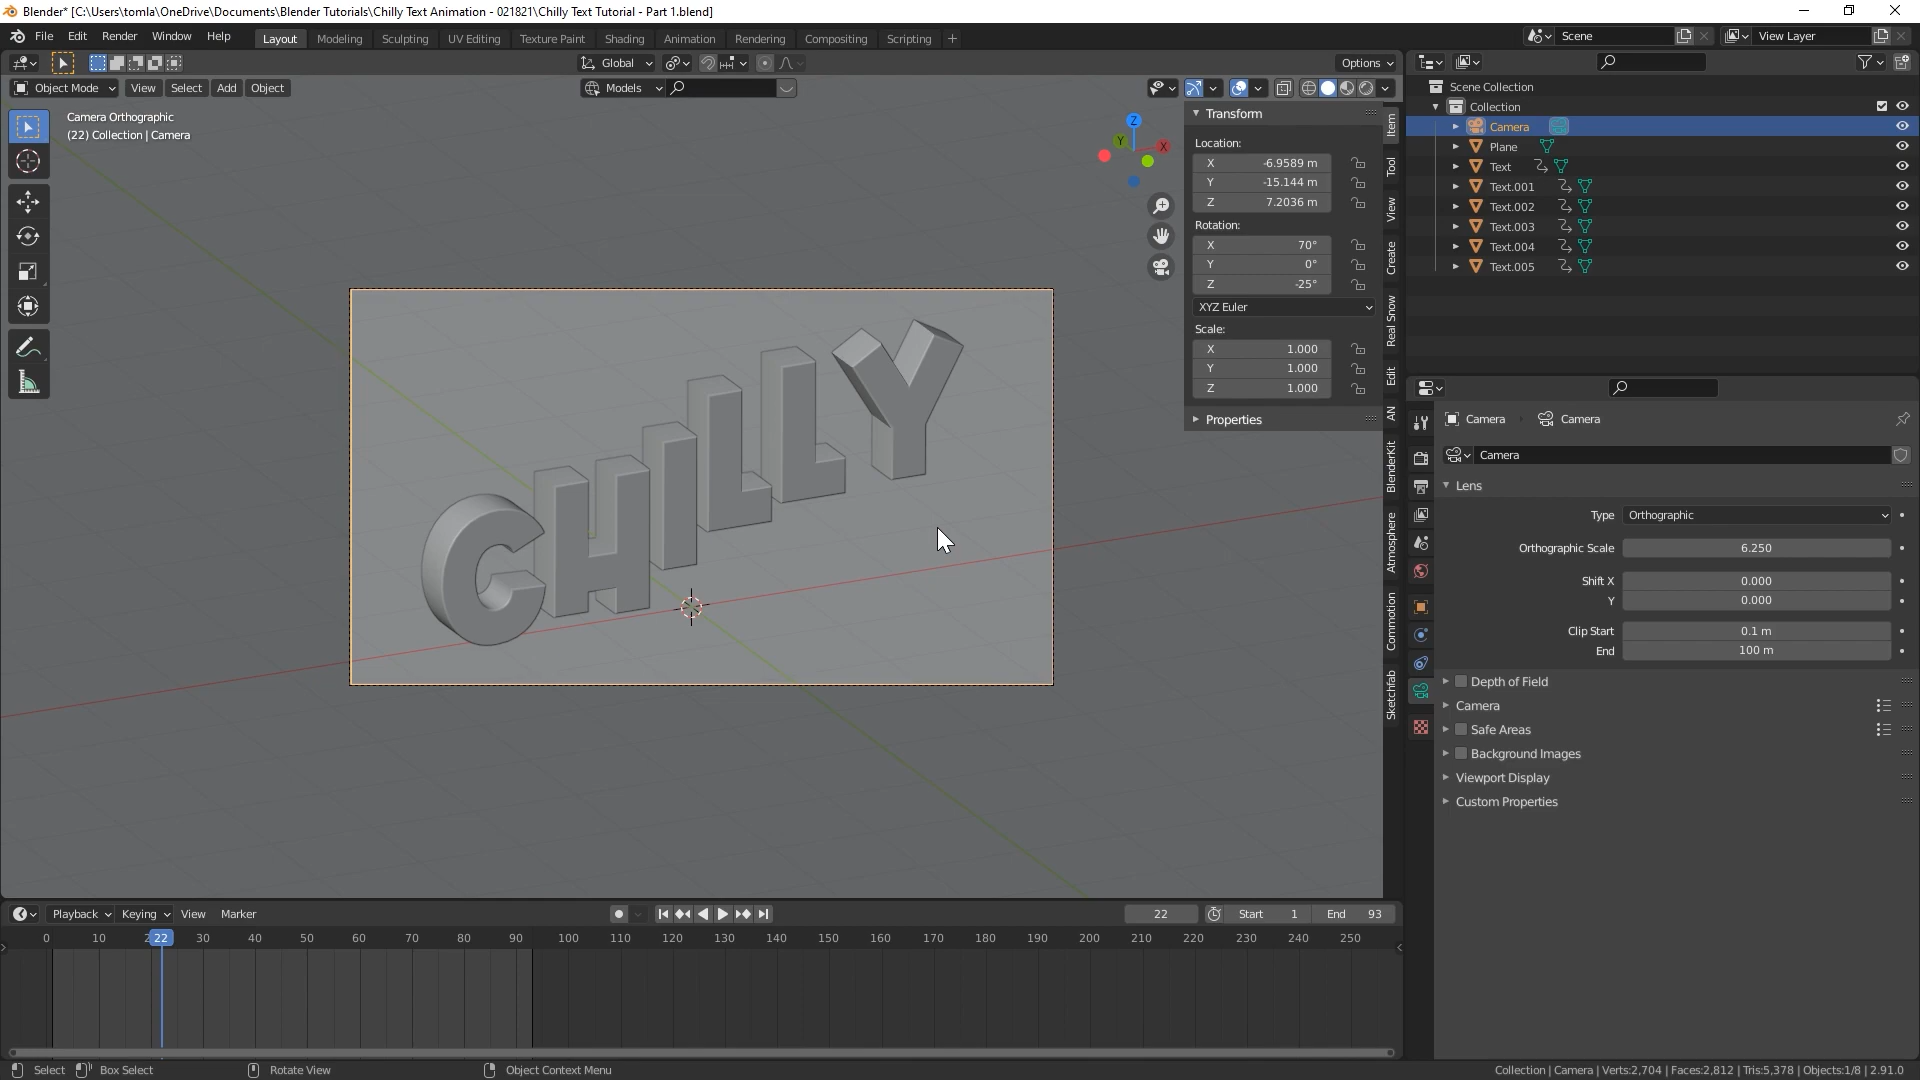 Blender* [C:\Users\tomla\OneDrive\Documents\Blender Tutorials\Chilly Text Animation - 021821\Chilly Text Tutorial - Part 1.blend]
File Edit Render Window Help Layout Modeling Sculpting UV Editing Texture Paint Shading Animation Rendering Compositing Scripting + Scene View Layer
Global Options
Object Mode View Select Add Object Models
Camera Orthographic
(22) Collection | Camera
Z
Y
X
Transform
Location:
X -6.9589 m
Y -15.144 m
Z 7.2036 m
Rotation:
X 70°
Y 0°
Z -25°
XYZ Euler
Scale:
X 1.000
Y 1.000
Z 1.000
Properties
Item
Tool
View
Create
Real Snow
Edit
AN
BlenderKit
Atmosphere
Commotion
Sketchfab
CHILLY
Scene Collection
Collection
Camera
Plane
Text
Text.001
Text.002
Text.003
Text.004
Text.005
Camera Camera
Camera
Lens
Type Orthographic
Orthographic Scale 6.250
Shift X 0.000
Y 0.000
Clip Start 0.1 m
End 100 m
Depth of Field
Camera
Safe Areas
Background Images
Viewport Display
Custom Properties
Playback Keying View Marker 22 Start 1 End 93
0 10 22 30 40 50 60 70 80 90 100 110 120 130 140 150 160 170 180 190 200 210 220 230 240 250
Select Box Select Rotate View Object Context Menu Collection | Camera | Verts:2,704 | Faces:2,812 | Tris:5,378 | Objects:1/8 | 2.91.0